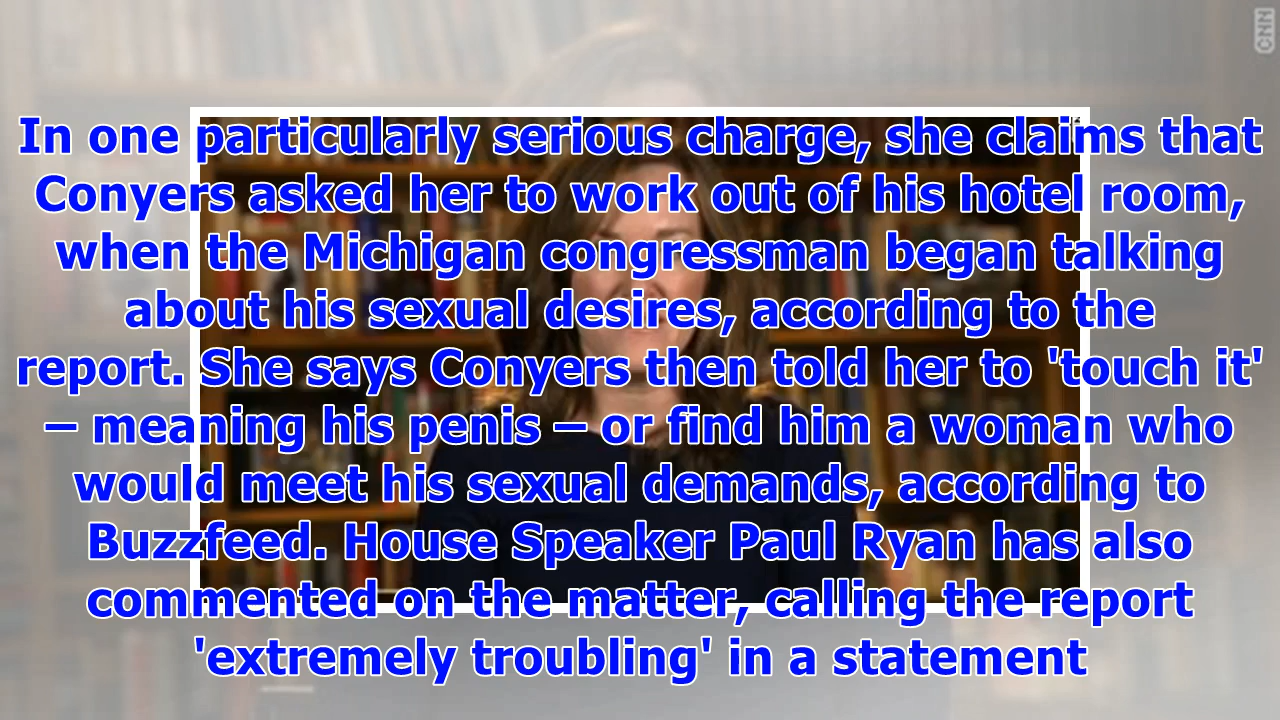 CNN
In one particularly serious charge, she claims that
Conyers asked her to work out of his hotel room,
when the Michigan congressman began talking
about his sexual desires, according to the
report. She says Conyers then told her to 'touch it'
– meaning his penis – or find him a woman who
would meet his sexual demands, according to
Buzzfeed. House Speaker Paul Ryan has also
commented on the matter, calling the report
'extremely troubling' in a statement